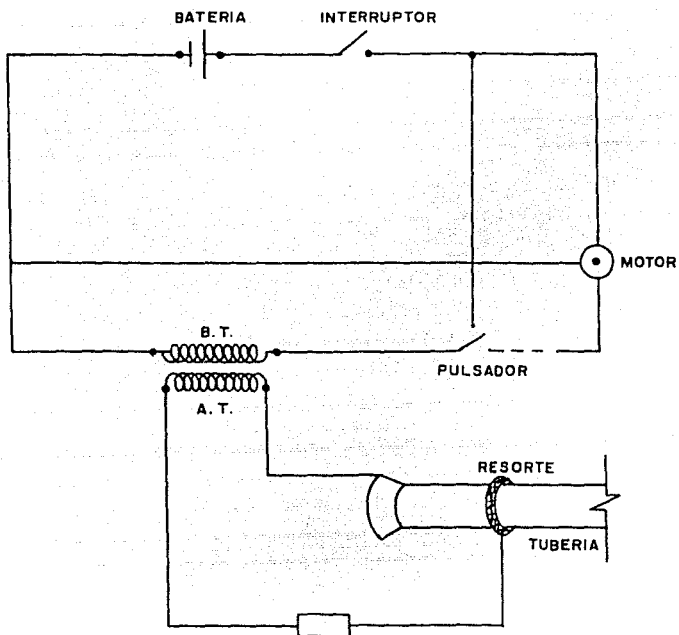 BATERIA
INTERRUPTOR
MOTOR
B.T.
PULSADOR
A.T.
RESORTE
TUBERIA